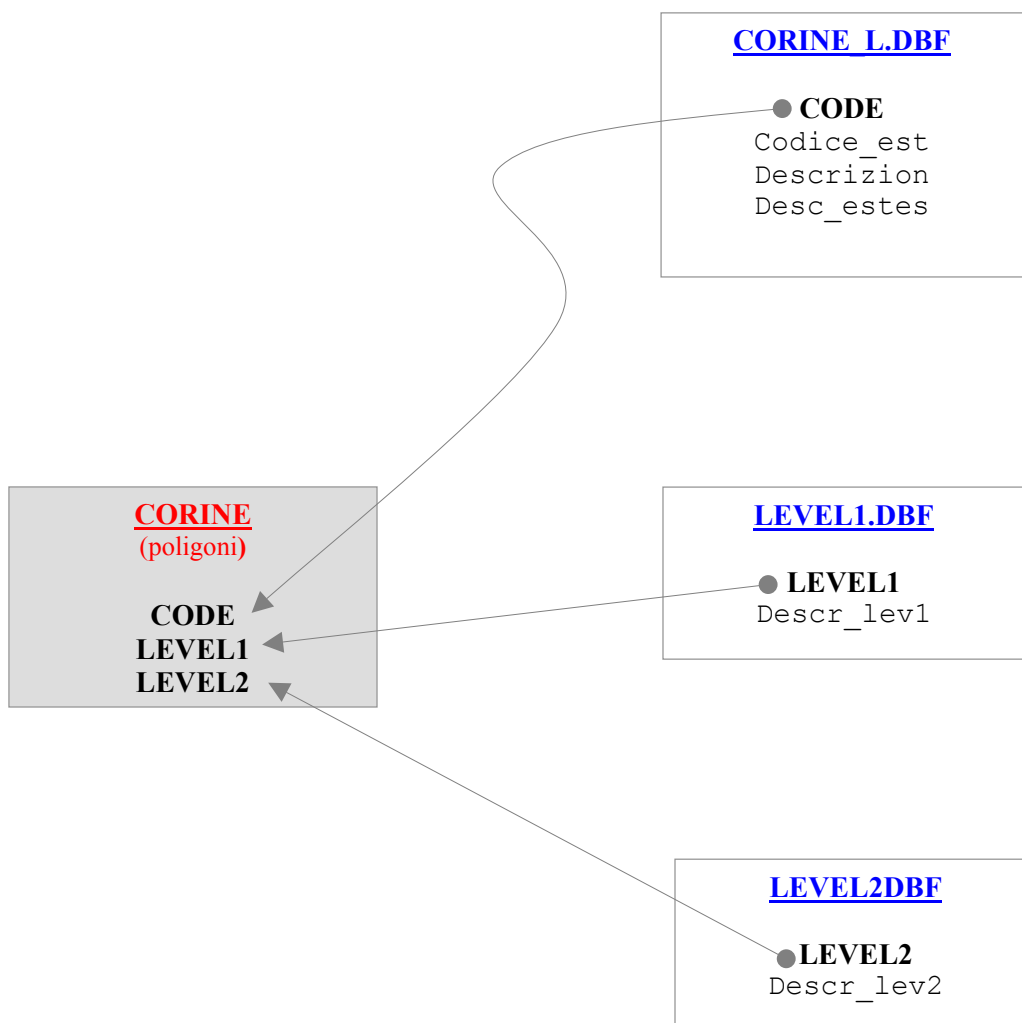 CORINE_L.DBF
CODE
Codice_est
Descrizion
Desc_estes
CORINE
(poligoni)
CODE
LEVEL1
LEVEL2
LEVEL1.DBF
LEVEL1
Descr_lev1
LEVEL2DBF
LEVEL2
Descr_lev2